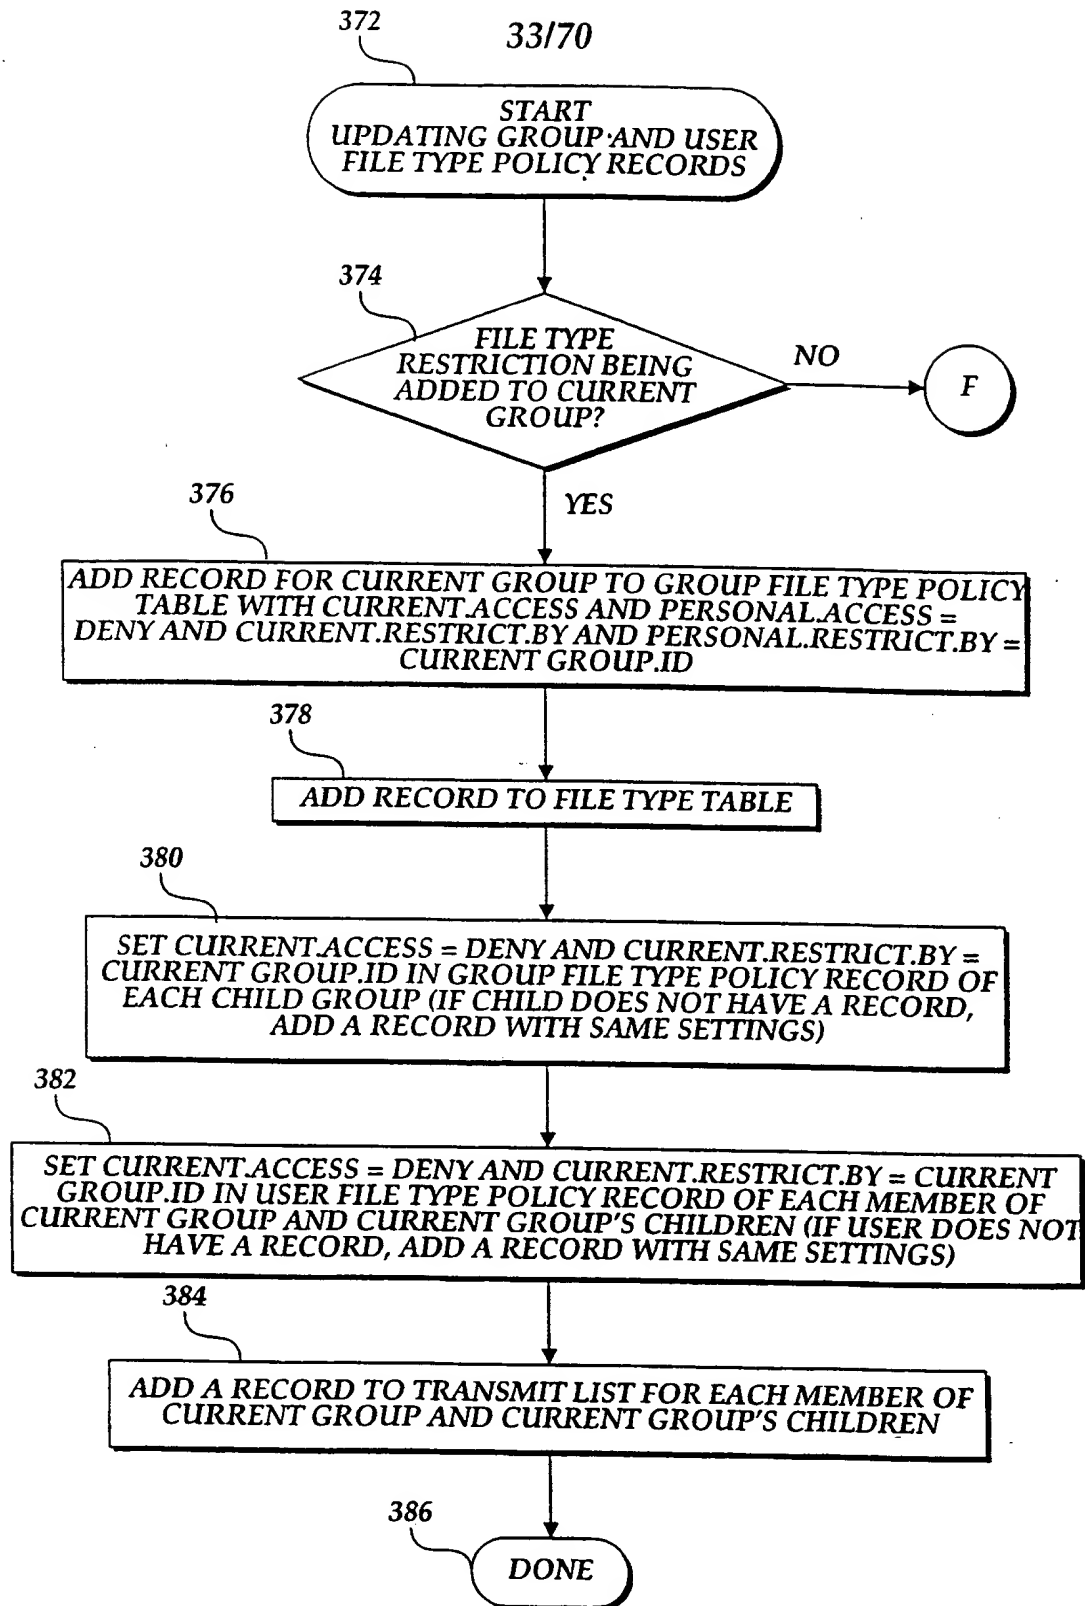 372
33/70
START
UPDATING GROUP AND USER
FILE TYPE POLICY RECORDS
374
FILE TYPE
RESTRICTION BEING
ADDED TO CURRENT
GROUP?
NO
F
YES
376
ADD RECORD FOR CURRENT GROUP TO GROUP FILE TYPE POLICY
TABLE WITH CURRENT.ACCESS AND PERSONAL.ACCESS =
DENY AND CURRENT.RESTRICT.BY AND PERSONAL.RESTRICT.BY =
CURRENT GROUP.ID
378
ADD RECORD TO FILE TYPE TABLE
380
SET CURRENT.ACCESS = DENY AND CURRENT.RESTRICT.BY =
CURRENT GROUP.ID IN GROUP FILE TYPE POLICY RECORD OF
EACH CHILD GROUP (IF CHILD DOES NOT HAVE A RECORD,
ADD A RECORD WITH SAME SETTINGS)
382
SET CURRENT.ACCESS = DENY AND CURRENT.RESTRICT.BY = CURRENT
GROUP.ID IN USER FILE TYPE POLICY RECORD OF EACH MEMBER OF
CURRENT GROUP AND CURRENT GROUP'S CHILDREN (IF USER DOES NOT
HAVE A RECORD, ADD A RECORD WITH SAME SETTINGS)
384
ADD A RECORD TO TRANSMIT LIST FOR EACH MEMBER OF
CURRENT GROUP AND CURRENT GROUP'S CHILDREN
386
DONE